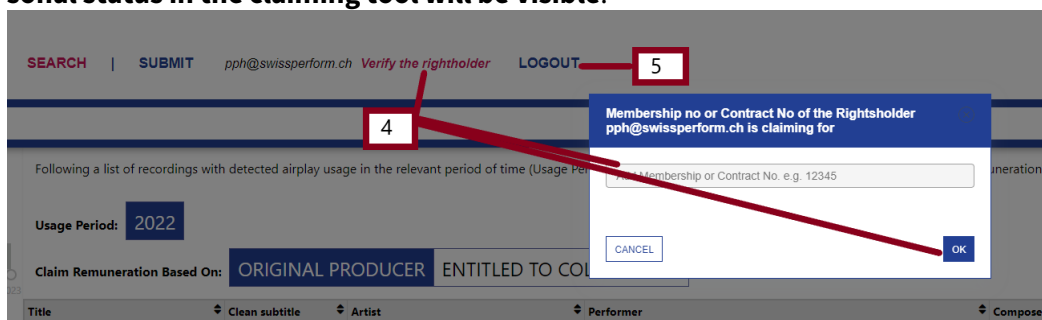 sonal status in the claiming tool will be visible.
SEARCH | SUBMIT pph@swissperform.ch Verify the rightholder LOGOUT 5
4
Membership no or Contract No of the Rightsholder
pph@swissperform.ch is claiming for
Following a list of recordings with detected airplay usage in the relevant period of time (Usage Per
Add Membership or Contract No. e.g. 12345
Usage Period: 2022
CANCEL OK
Claim Remuneration Based On: ORIGINAL PRODUCER ENTITLED TO COL
Title Clean subtitle Artist Performer Compose